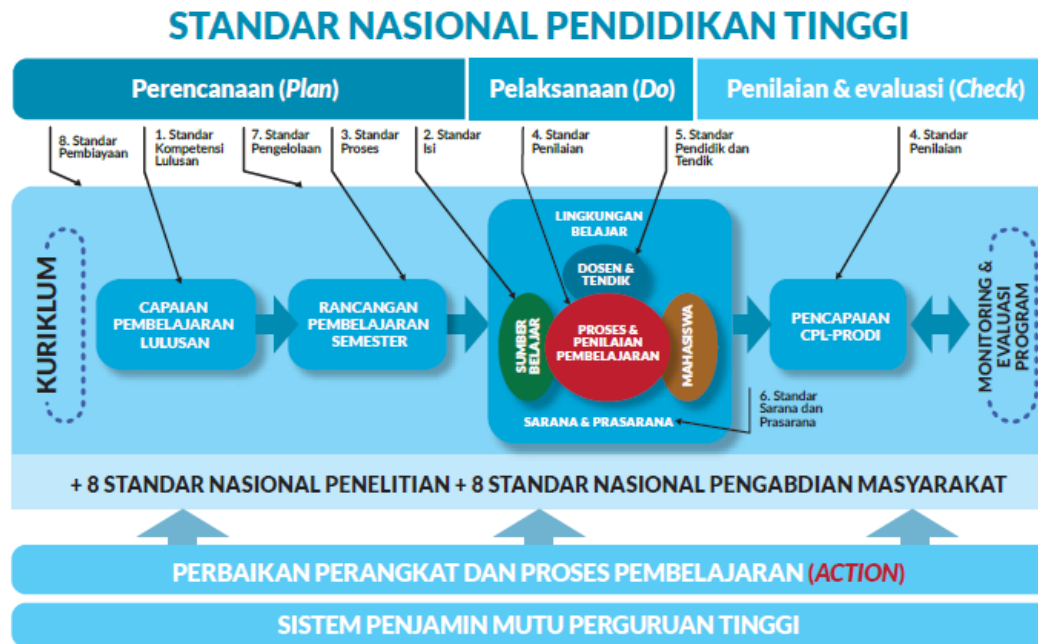 STANDAR NASIONAL PENDIDIKAN TINGGI
Perencanaan (Plan)
Pelaksanaan (Do)
Penilaian & evaluasi (Check)
8. Standar
Pembiayaan
1. Standar
Kompetensi
Lulusan
7. Standar
Pengelolaan
3. Standar
Proses
2. Standar
Isi
4. Standar
Penilaian
5. Standar
Pendidik dan
Tendik
4. Standar
Penilaian
KURIKLUM
CAPAIAN
PEMBELAJARAN
LULUSAN
RANCANGAN
PEMBELAJARAN
SEMESTER
LINGKUNGAN
BELAJAR
DOSEN &
TENDIK
SUMBER
BELAJAR
PROSES &
PENILAIAN
PEMBELAJARAN
MAHASISWA
SARANA & PRASARANA
PENCAPAIAN
CPL-PRODI
6. Standar
Sarana dan
Prasarana
MONITORING &
EVALUASI
PROGRAM
+ 8 STANDAR NASIONAL PENELITIAN + 8 STANDAR NASIONAL PENGABDIAN MASYARAKAT
PERBAIKAN PERANGKAT DAN PROSES PEMBELAJARAN (ACTION)
SISTEM PENJAMIN MUTU PERGURUAN TINGGI